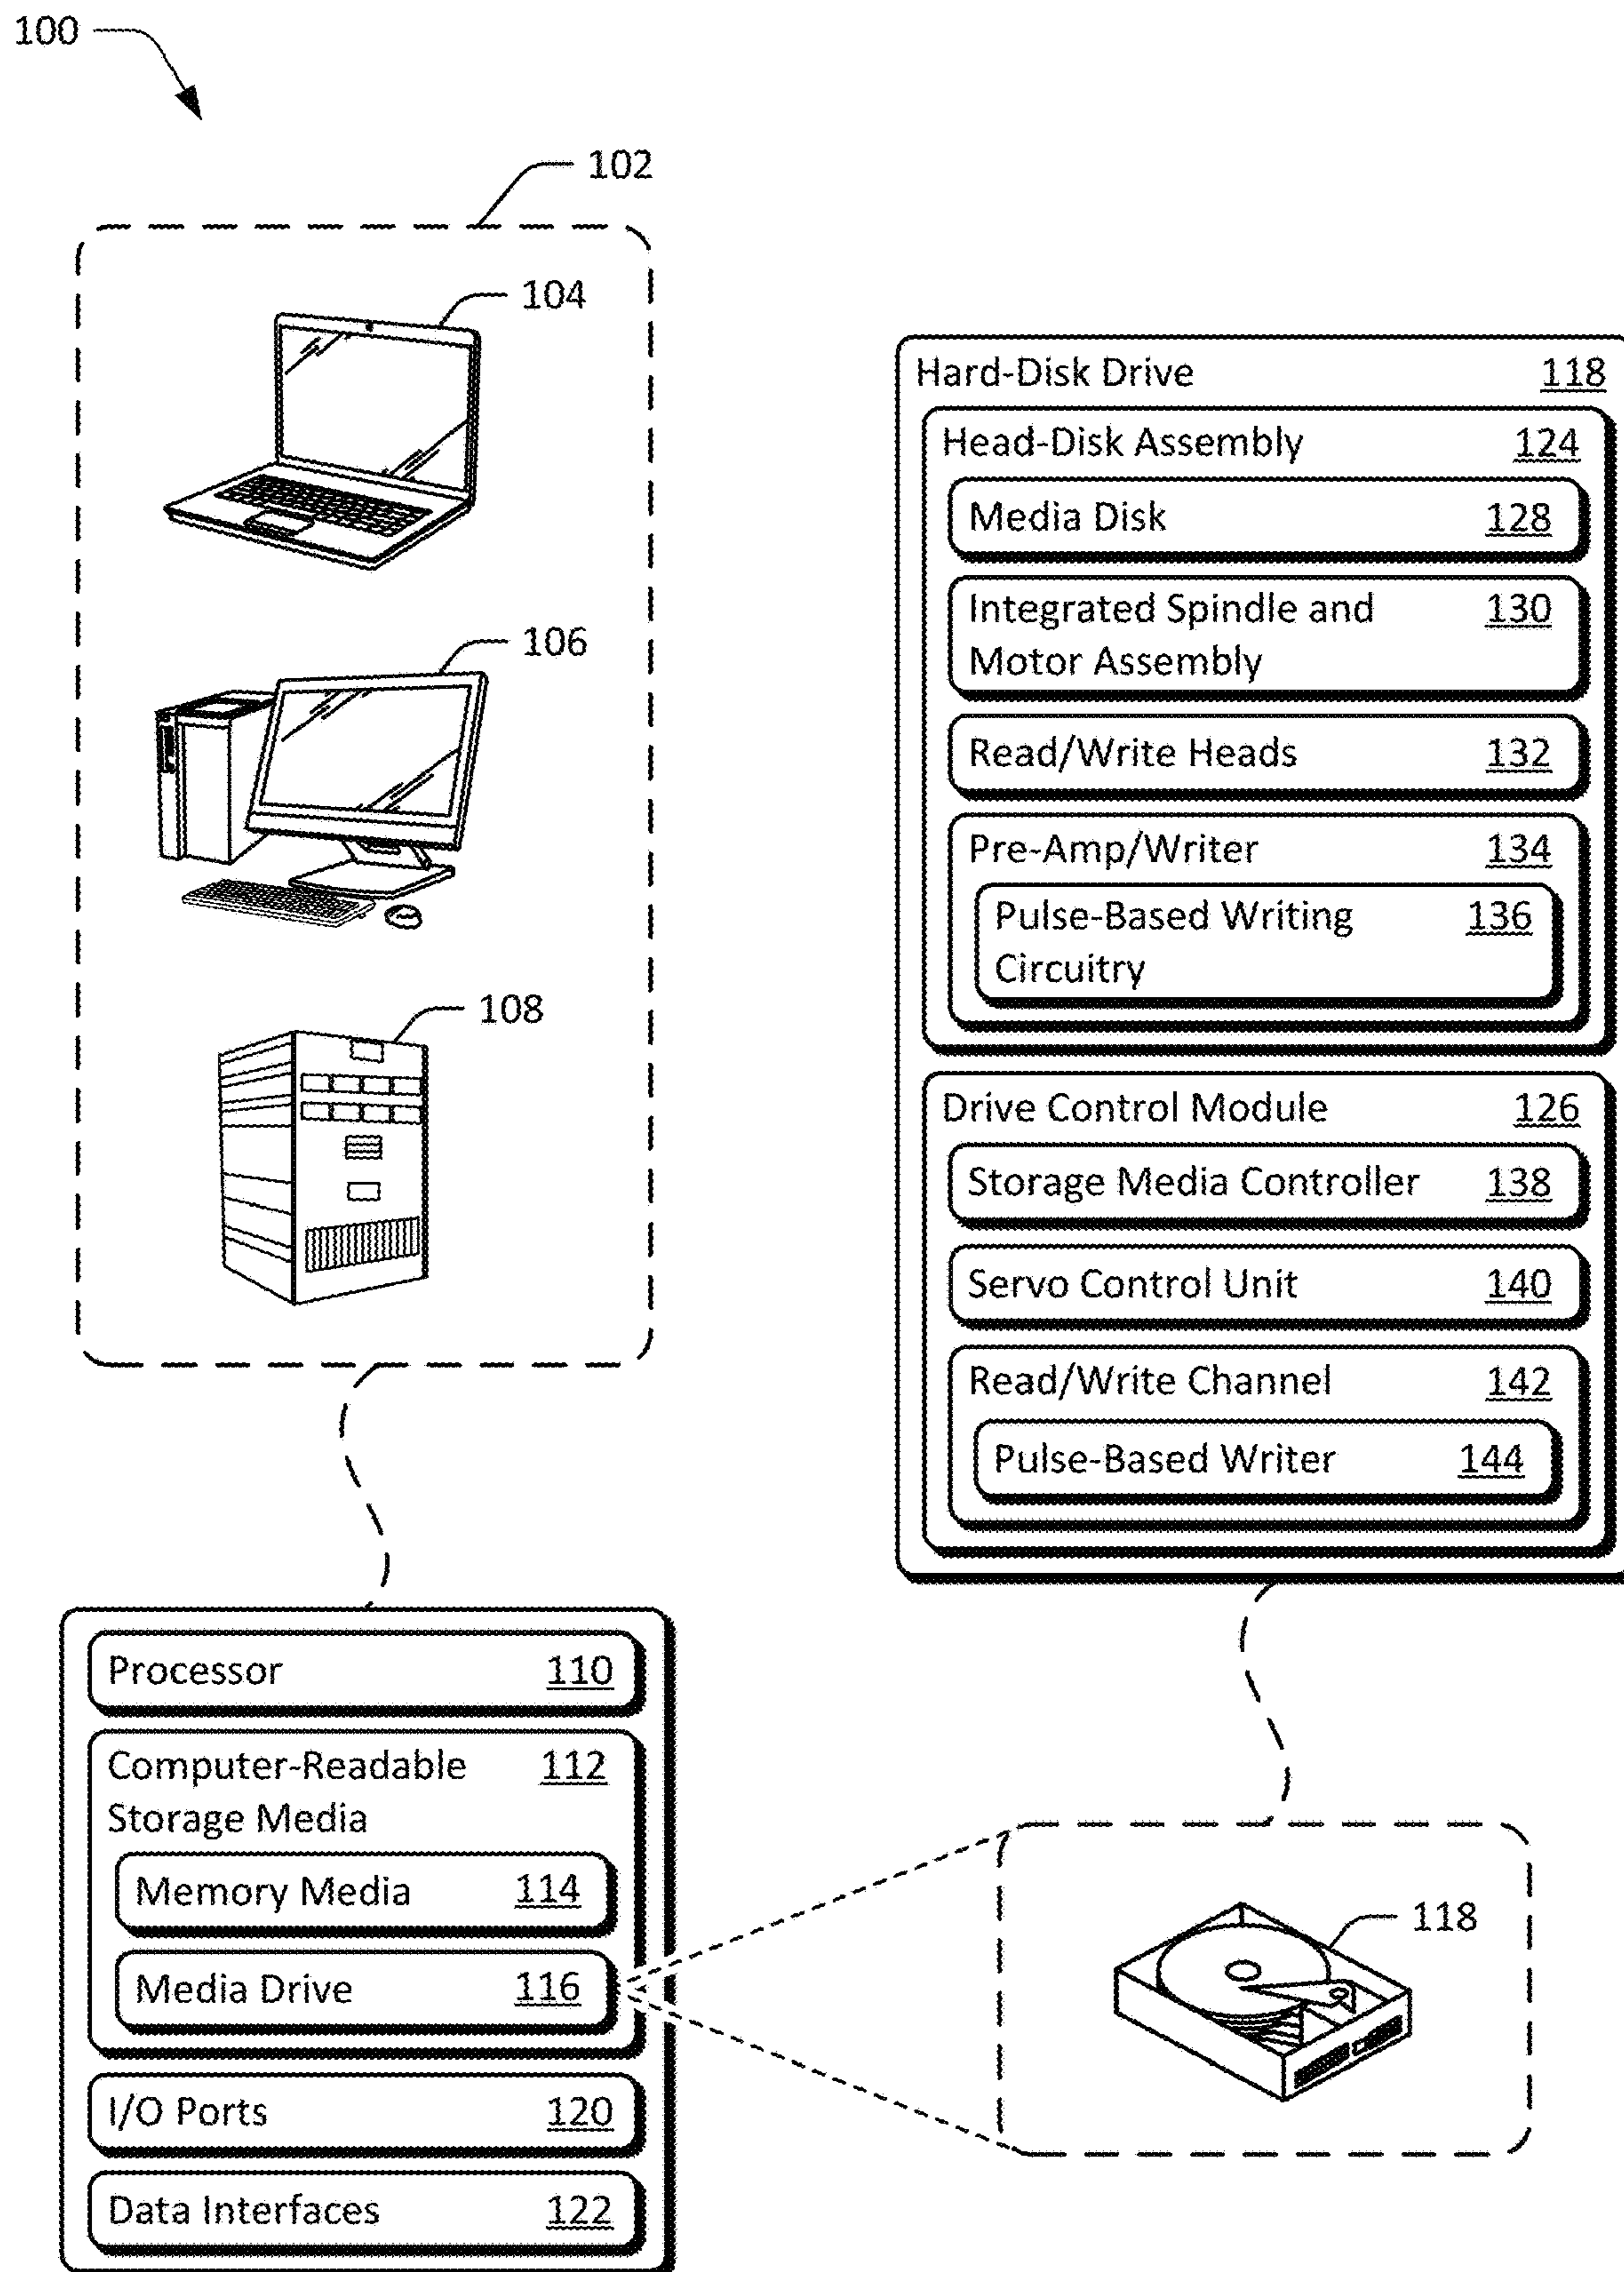 100
102
104
106
108
Hard-Disk Drive 118
Head-Disk Assembly 124
Media Disk 128
Integrated Spindle and 130
Motor Assembly
Read/Write Heads 132
Pre-Amp/Writer 134
Pulse-Based Writing 136
Circuitry
Drive Control Module 126
Storage Media Controller 138
Servo Control Unit 140
Read/Write Channel 142
Pulse-Based Writer 144
Processor 110
Computer-Readable 112
Storage Media
Memory Media 114
Media Drive 116
I/O Ports 120
Data Interfaces 122
118